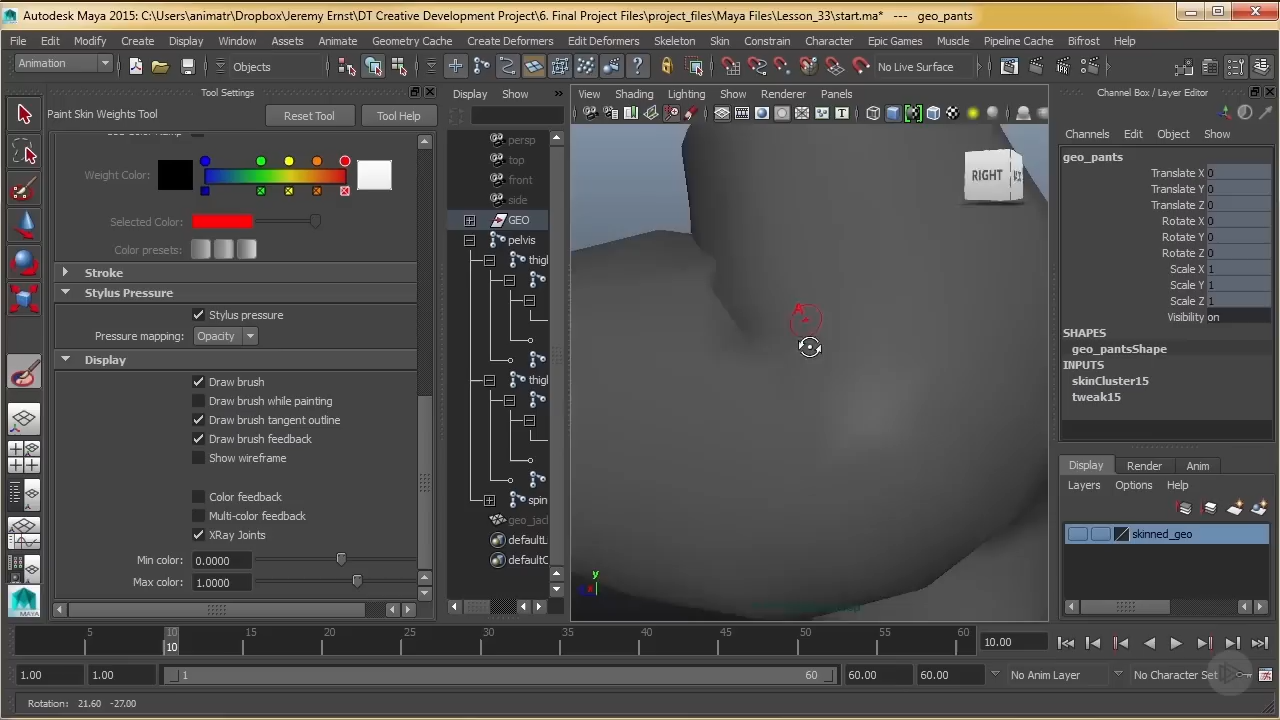 Autodesk Maya 2015: C:\Users\animatr\Dropbox\Jeremy Ernst\DT Creative Development Project\6. Final Project Files\project_files\Maya Files\Lesson_33\start.ma* --- geo_pants
File Edit Modify Create Display Window Assets Animate Geometry Cache Create Deformers Edit Deformers Skeleton Skin Constrain Character Epic Games Muscle Pipeline Cache Bifrost Help
Animation Objects No Live Surface
Tool Settings
Paint Skin Weights Tool Reset Tool Tool Help
Weight Color:
Selected Color:
Color presets:
Stroke
Stylus Pressure
Stylus pressure
Pressure mapping: Opacity
Display
Draw brush
Draw brush while painting
Draw brush tangent outline
Draw brush feedback
Show wireframe
Color feedback
Multi-color feedback
XRay Joints
Min color: 0.0000
Max color: 1.0000
Display Show »
persp
top
front
side
GEO
pelvis
thigl
thigl
spin
geo_jac
defaultL
defaultC
View Shading Lighting Show Renderer Panels
RIGHT
y
Channel Box / Layer Editor
Channels Edit Object Show
geo_pants
Translate X 0
Translate Y 0
Translate Z 0
Rotate X 0
Rotate Y 0
Rotate Z 0
Scale X 1
Scale Y 1
Scale Z 1
Visibility on
SHAPES
geo_pantsShape
INPUTS
skinCluster15
tweak15
Display Render Anim
Layers Options Help
skinned_geo
5 10 15 20 25 30 35 40 45 50 55 60
10
10.00
1.00 1.00 1 60 60.00 60.00 No Anim Layer No Character Set
Rotation: 21.60 -27.00